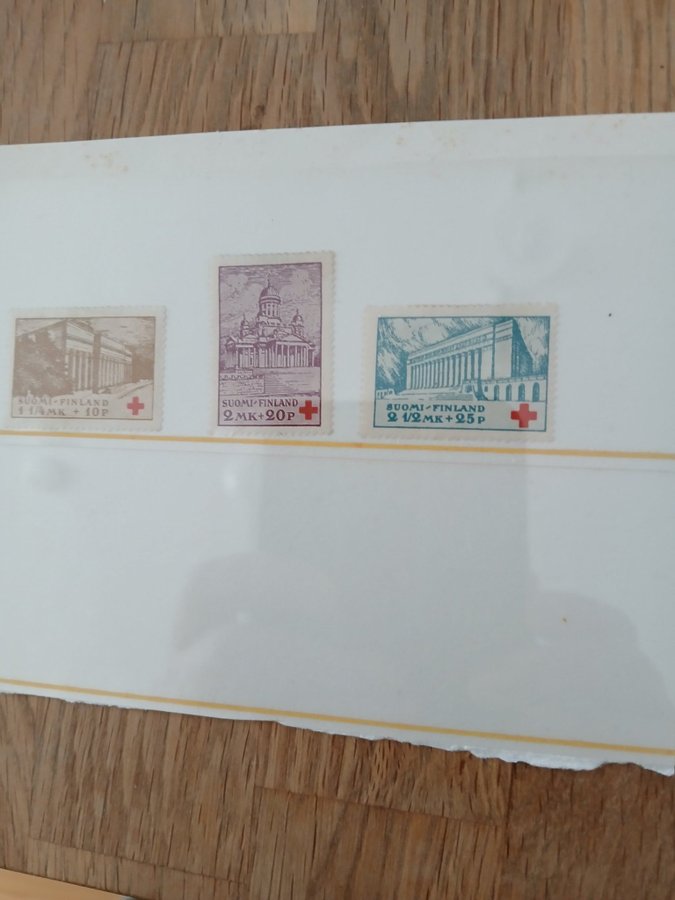 SUOMI-FINLAND
1 1/4 MK + 10 P
SUOMI-FINLAND
2 MK + 20 P
SUOMI-FINLAND
2 1/2 MK + 25 P